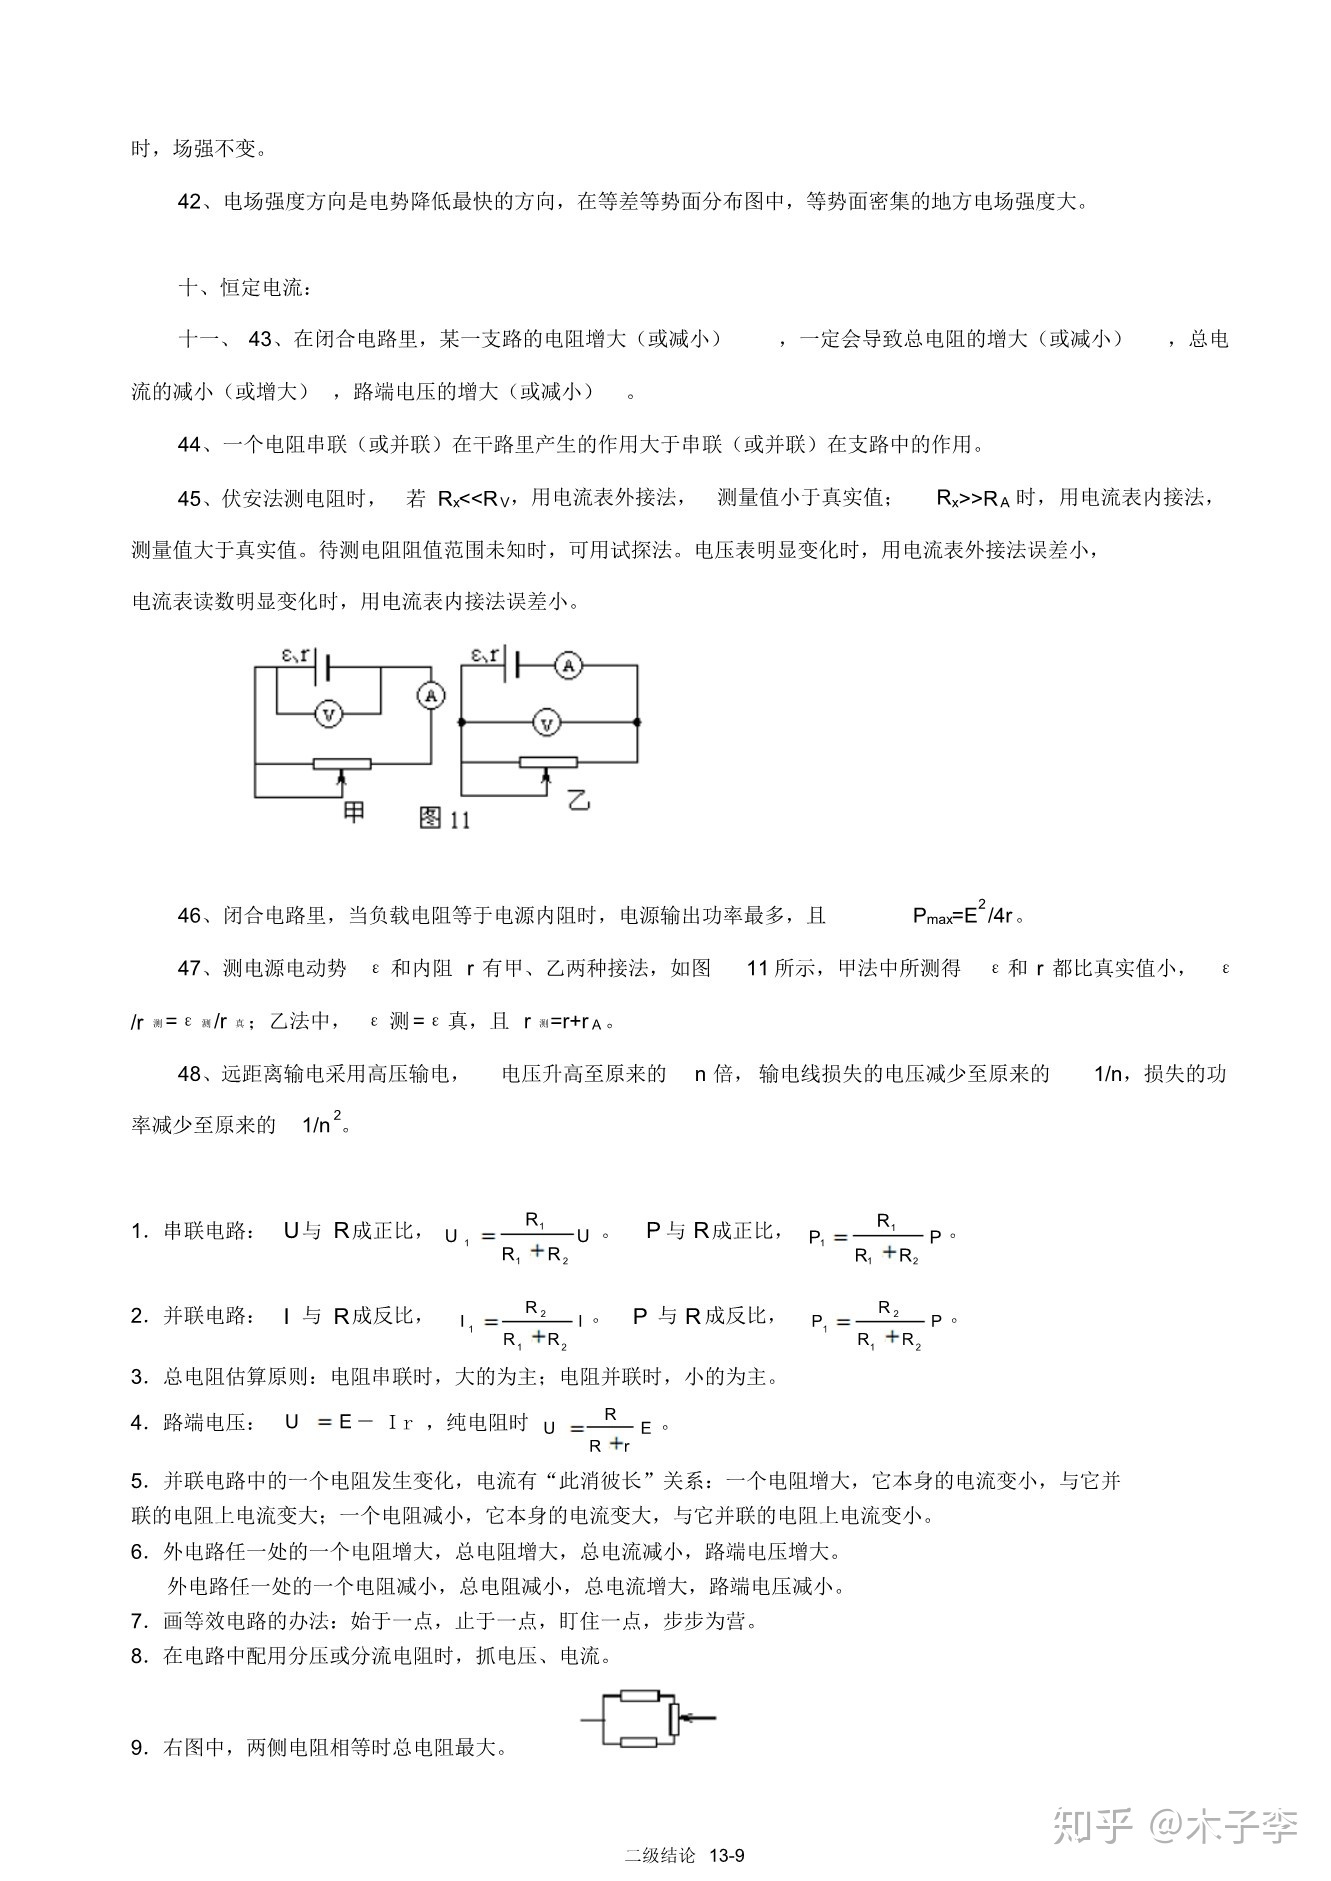 时，场强不变。
42、电场强度方向是电势降低最快的方向，在等差等势面分布图中，等势面密集的地方电场强度大。
十、恒定电流：
十一、 43、在闭合电路里，某一支路的电阻增大（或减小） ，一定会导致总电阻的增大（或减小） ，总电
流的减小（或增大） ，路端电压的增大（或减小） 。
44、一个电阻串联（或并联）在干路里产生的作用大于串联（或并联）在支路中的作用。
45、伏安法测电阻时， 若 Rx<<RV，用电流表外接法， 测量值小于真实值； Rx>>RA 时，用电流表内接法，
测量值大于真实值。待测电阻阻值范围未知时，可用试探法。电压表明显变化时，用电流表外接法误差小，
电流表读数明显变化时，用电流表内接法误差小。
ε、r ε、r A
A
V V
甲 图 11 乙
46、闭合电路里，当负载电阻等于电源内阻时，电源输出功率最多，且 Pmax=E²/4r。
47、测电源电动势 ε 和内阻 r 有甲、乙两种接法，如图 11 所示，甲法中所测得 ε 和 r 都比真实值小， ε
/r 测=ε 测/r 真；乙法中， ε 测=ε 真，且 r 测=r+rA。
48、远距离输电采用高压输电， 电压升高至原来的 n 倍， 输电线损失的电压减少至原来的 1/n，损失的功
率减少至原来的 1/n²。
1．串联电路： U与 R成正比， U1=R1/(R1+R2) U 。 P 与 R成正比， P1=R1/(R1+R2) P 。
2．并联电路： I 与 R成反比， I1=R2/(R1+R2) I 。 P 与 R成反比， P1=R2/(R1+R2) P 。
3．总电阻估算原则：电阻串联时，大的为主；电阻并联时，小的为主。
4．路端电压： U =E－Ir ，纯电阻时 U=R/(R+r) E 。
5．并联电路中的一个电阻发生变化，电流有“此消彼长”关系：一个电阻增大，它本身的电流变小，与它并
联的电阻上电流变大；一个电阻减小，它本身的电流变大，与它并联的电阻上电流变小。
6．外电路任一处的一个电阻增大，总电阻增大，总电流减小，路端电压增大。
外电路任一处的一个电阻减小，总电阻减小，总电流增大，路端电压减小。
7．画等效电路的办法：始于一点，止于一点，盯住一点，步步为营。
8．在电路中配用分压或分流电阻时，抓电压、电流。
9．右图中，两侧电阻相等时总电阻最大。
知乎 @木子李
二级结论 13-9